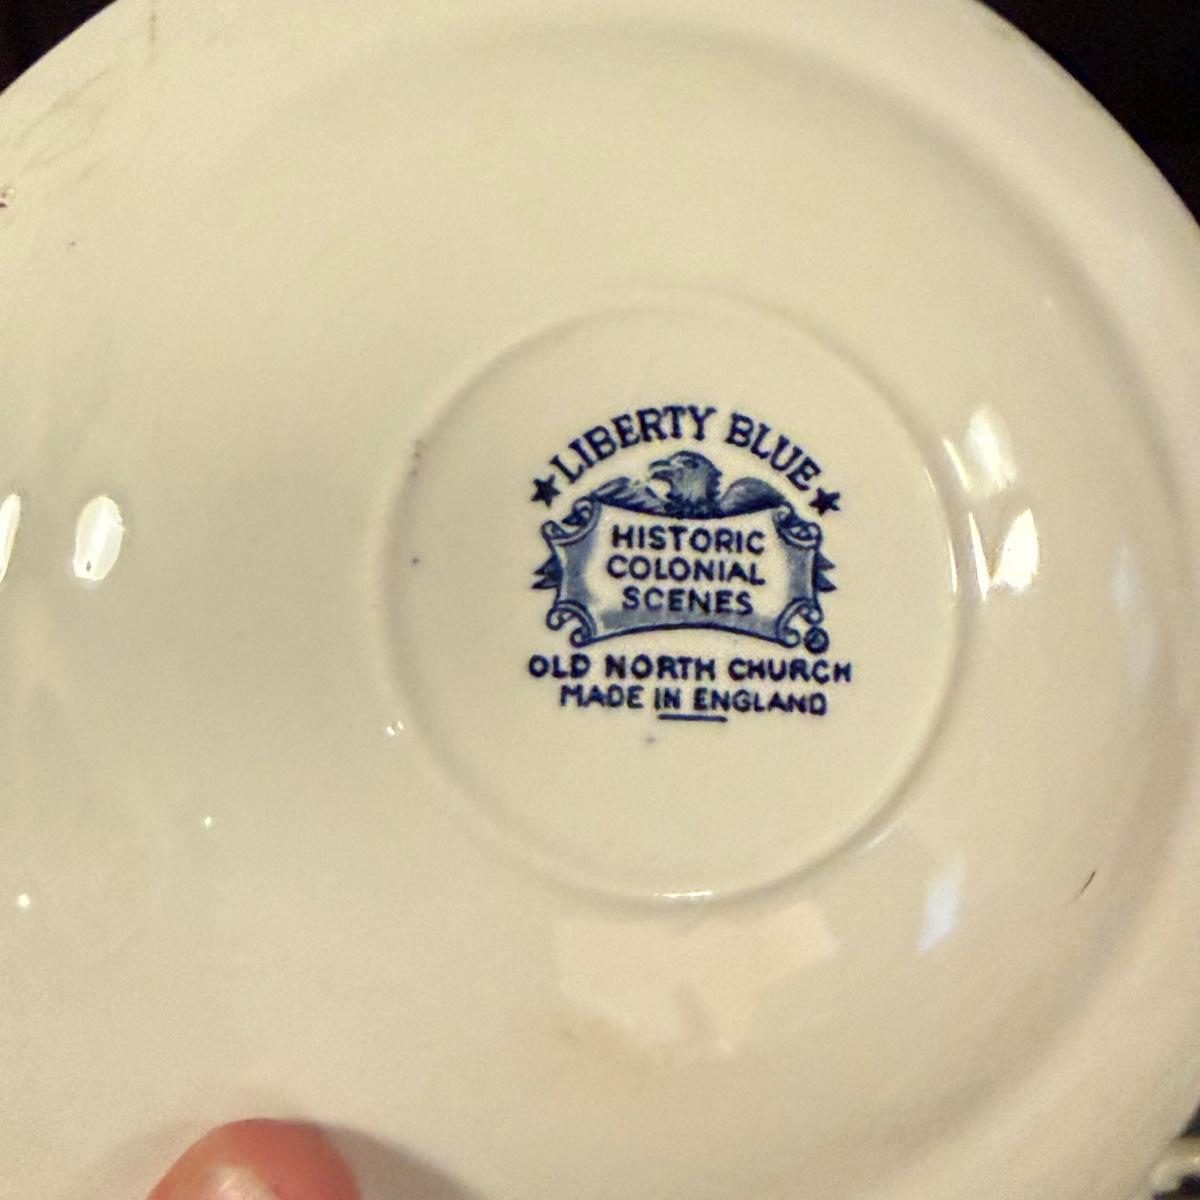 ★ LIBERTY BLUE ★
HISTORIC
COLONIAL
SCENES
OLD NORTH CHURCH
MADE IN ENGLAND